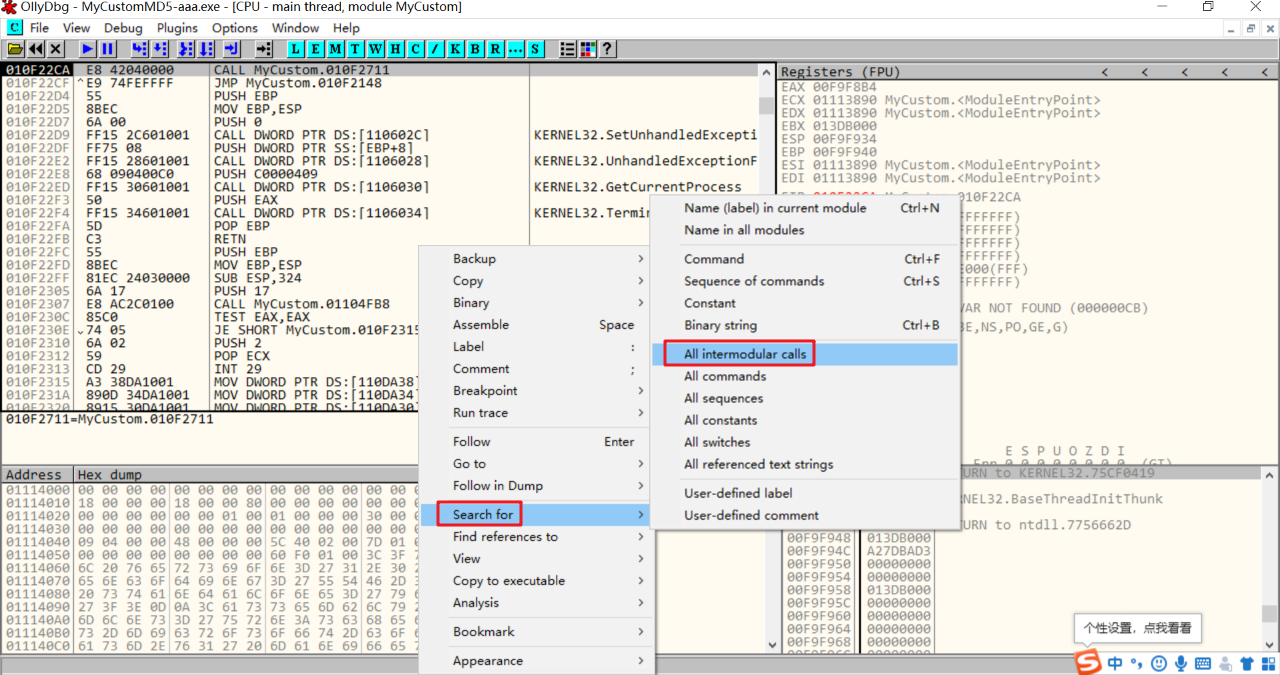 OllyDbg - MyCustomMD5-aaa.exe - [CPU - main thread, module MyCustom]
C File View Debug Plugins Options Window Help
L E M T W H C / K B R ... S ?
010F22CA E8 42040000 CALL MyCustom.010F2711
010F22CF ^E9 74FEFFFF JMP MyCustom.010F2148
010F22D4 55 PUSH EBP
010F22D5 8BEC MOV EBP,ESP
010F22D7 6A 00 PUSH 0
010F22D9 FF15 2C601001 CALL DWORD PTR DS:[110602C] KERNEL32.SetUnhandledExcepti
010F22DF FF75 08 PUSH DWORD PTR SS:[EBP+8]
010F22E2 FF15 28601001 CALL DWORD PTR DS:[1106028] KERNEL32.UnhandledExceptionF
010F22E8 68 090400C0 PUSH C0000409
010F22ED FF15 30601001 CALL DWORD PTR DS:[1106030] KERNEL32.GetCurrentProcess
010F22F3 50 PUSH EAX
010F22F4 FF15 34601001 CALL DWORD PTR DS:[1106034] KERNEL32.Termin
010F22FA 5D POP EBP
010F22FB C3 RETN
010F22FC 55 PUSH EBP
010F22FD 8BEC MOV EBP,ESP
010F22FF 81EC 24030000 SUB ESP,324
010F2305 6A 17 PUSH 17
010F2307 E8 AC2C0100 CALL MyCustom.01104FB8
010F230C 85C0 TEST EAX,EAX
010F230E 74 05 JE SHORT MyCustom.010F2315
010F2310 6A 02 PUSH 2
010F2312 59 POP ECX
010F2313 CD 29 INT 29
010F2315 A3 38DA1001 MOV DWORD PTR DS:[110DA38]
010F231A 890D 34DA1001 MOV DWORD PTR DS:[110DA34]
010F2320 8915 30DA1001 MOV DWORD PTR DS:[110DA30]
010F2711=MyCustom.010F2711
Registers (FPU) < < < < <
EAX 00F9F8B4
ECX 01113890 MyCustom.<ModuleEntryPoint>
EDX 01113890 MyCustom.<ModuleEntryPoint>
EBX 013DB000
ESP 00F9F934
EBP 00F9F940
ESI 01113890 MyCustom.<ModuleEntryPoint>
EDI 01113890 MyCustom.<ModuleEntryPoint>
010F22CA
FFFFFFF)
FFFFFFF)
FFFFFFF)
FFFFFFF)
E000(FFF)
FFFFFFF)
VAR NOT FOUND (000000CB)
BE,NS,PO,GE,G)
E S P U O Z D I
Backup
Copy
Binary
Assemble Space
Label :
Comment ;
Breakpoint
Run trace
Follow Enter
Go to
Follow in Dump
Search for
Find references to
View
Copy to executable
Analysis
Bookmark
Appearance
Name (label) in current module Ctrl+N
Name in all modules
Command Ctrl+F
Sequence of commands Ctrl+S
Constant
Binary string Ctrl+B
All intermodular calls
All commands
All sequences
All constants
All switches
All referenced text strings
User-defined label
User-defined comment
Address Hex dump
01114000 00 00 00 00 00 00 00 00 00 00 00 00 00
01114010 18 00 00 00 18 00 00 80 00 00 00 00 00
01114020 00 00 00 00 00 00 01 00 01 00 00 00 30 00 00
01114030 00 00 00 00 00 00 00 00 00 00 00 00 00
01114040 09 04 00 00 48 00 00 00 5C 40 02 00 7D 01 0
01114050 00 00 00 00 00 00 00 00 60 F0 01 00 3C 3F 7
01114060 6C 20 76 65 72 73 69 6F 6E 3D 27 31 2E 30 2
01114070 65 6E 63 6F 64 69 6E 67 3D 27 55 54 46 2D 3
01114080 20 73 74 61 6E 64 61 6C 6F 6E 65 3D 27 79 6
01114090 27 3F 3E 0D 0A 3C 61 73 73 65 6D 62 6C 79 2
011140A0 6D 6C 6E 73 3D 27 75 72 6E 3A 73 63 68 65 6
011140B0 73 2D 6D 69 63 72 6F 73 6F 66 74 2D 63 6F 6
011140C0 61 73 6D 2E 76 31 27 20 6D 61 6E 69 66 65 7
URN to KERNEL32.75CF0419
NEL32.BaseThreadInitThunk
URN to ntdll.7756662D
00F9F948 013DB000
00F9F94C A27DBAD3
00F9F950 00000000
00F9F954 00000000
00F9F958 013DB000
00F9F95C 00000000
00F9F960 00000000
00F9F964 00000000
00F9F968 00000000
个性设置，点我看看
S 中